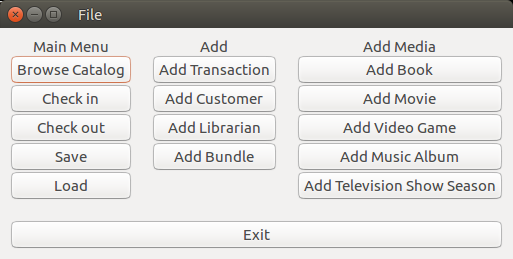 File
Main Menu
Browse Catalog
Check in
Check out
Save
Load
Add
Add Transaction
Add Customer
Add Librarian
Add Bundle
Add Media
Add Book
Add Movie
Add Video Game
Add Music Album
Add Television Show Season
Exit